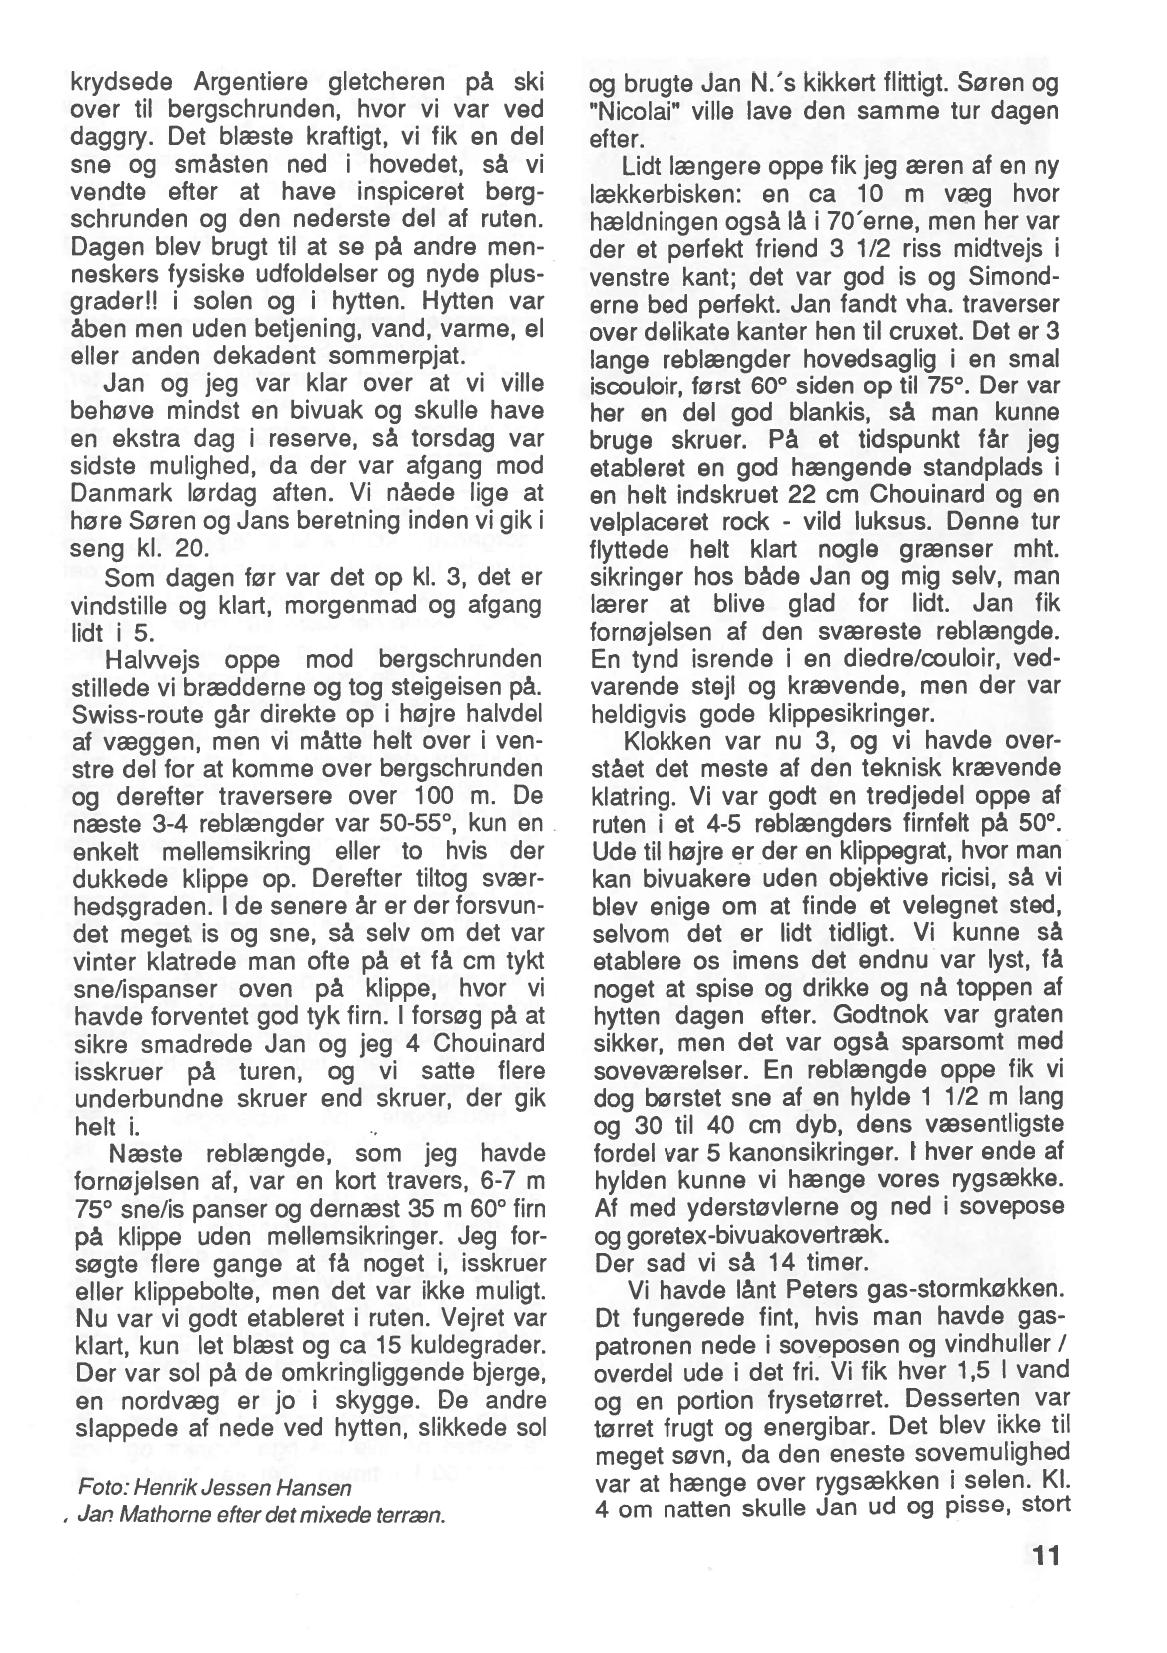 krydsede Argentiere gletcheren på ski
over til bergschrunden, hvor vi var ved
daggry. Det blæste kraftigt, vi fik en del
sne og småsten ned i hovedet, så vi
vendte efter at have inspiceret berg-
schrunden og den nederste del af ruten.
Dagen blev brugt til at se på andre men-
neskers fysiske udfoldelser og nyde plus-
grader!! i solen og i hytten. Hytten var
åben men uden betjening, vand, varme, el
eller anden dekadent sommerpjat.
Jan og jeg var klar over at vi ville
behøve mindst en bivuak og skulle have
en ekstra dag i reserve, så torsdag var
sidste mulighed, da der var afgang mod
Danmark lørdag aften. Vi nåede lige at
høre Søren og Jans beretning inden vi gik i
seng kl. 20.
Som dagen før var det op kl. 3, det er
vindstille og klart, morgenmad og afgang
lidt i 5.
Halvvejs oppe mod bergschrunden
stillede vi brædderne og tog steigeisen på.
Swiss-route går direkte op i højre halvdel
af væggen, men vi måtte helt over i ven-
stre del for at komme over bergschrunden
og derefter traversere over 100 m. De
næste 3-4 reblængder var 50-55°, kun en
enkelt mellemsikring eller to hvis der
dukkede klippe op. Derefter tiltog svær-
hedsgraden. I de senere år er der forsvun-
det meget is og sne, så selv om det var
vinter klatrede man ofte på et få cm tykt
sne/ispanser oven på klippe, hvor vi
havde forventet god tyk firn. I forsøg på at
sikre smadrede Jan og jeg 4 Chouinard
isskruer på turen, og vi satte flere
underbundne skruer end skruer, der gik
helt i.
Næste reblængde, som jeg havde
fornøjelsen af, var en kort travers, 6-7 m
75° sne/is panser og dernæst 35 m 60° firn
på klippe uden mellemsikringer. Jeg for-
søgte flere gange at få noget i, isskruer
eller klippebolte, men det var ikke muligt.
Nu var vi godt etableret i ruten. Vejret var
klart, kun let blæst og ca 15 kuldegrader.
Der var sol på de omkringliggende bjerge,
en nordvæg er jo i skygge. De andre
slappede af nede ved hytten, slikkede sol
Foto: Henrik Jessen Hansen
Jan Mathorne efter det mixede terræn.
og brugte Jan N.´s kikkert flittigt. Søren og
"Nicolai" ville lave den samme tur dagen
efter.
Lidt længere oppe fik jeg æren af en ny
lækkerbisken: en ca 10 m væg hvor
hældningen også lå i 70´erne, men her var
der et perfekt friend 3 1/2 riss midtvejs i
venstre kant; det var god is og Simond-
erne bed perfekt. Jan fandt vha. traverser
over delikate kanter hen til cruxet. Det er 3
lange reblængder hovedsaglig i en smal
iscouloir, først 60° siden op til 75°. Der var
her en del god blankis, så man kunne
bruge skruer. På et tidspunkt får jeg
etableret en god hængende standplads i
en helt indskruet 22 cm Chouinard og en
velplaceret rock - vild luksus. Denne tur
flyttede helt klart nogle grænser mht.
sikringer hos både Jan og mig selv, man
lærer at blive glad for lidt. Jan fik
fornøjelsen af den sværeste reblængde.
En tynd isrende i en diedre/couloir, ved-
varende stejl og krævende, men der var
heldigvis gode klippesikringer.
Klokken var nu 3, og vi havde over-
stået det meste af den teknisk krævende
klatring. Vi var godt en tredjedel oppe af
ruten i et 4-5 reblængders firnfelt på 50°.
Ude til højre er der en klippegrat, hvor man
kan bivuakere uden objektive ricisi, så vi
blev enige om at finde et velegnet sted,
selvom det er lidt tidligt. Vi kunne så
etablere os imens det endnu var lyst, få
noget at spise og drikke og nå toppen af
hytten dagen efter. Godtnok var graten
sikker, men det var også sparsomt med
soveværelser. En reblængde oppe fik vi
dog børstet sne af en hylde 1 1/2 m lang
og 30 til 40 cm dyb, dens væsentligste
fordel var 5 kanonsikringer. I hver ende af
hylden kunne vi hænge vores rygsække.
Af med yderstøvlerne og ned i sovepose
og goretex-bivuakovertræk.
Der sad vi så 14 timer.
Vi havde lånt Peters gas-stormkøkken.
Dt fungerede fint, hvis man havde gas-
patronen nede i soveposen og vindhuller /
overdel ude i det fri. Vi fik hver 1,5 l vand
og en portion frysetørret. Desserten var
tørret frugt og energibar. Det blev ikke til
meget søvn, da den eneste sovemulighed
var at hænge over rygsækken i selen. Kl.
4 om natten skulle Jan ud og pisse, stort
11